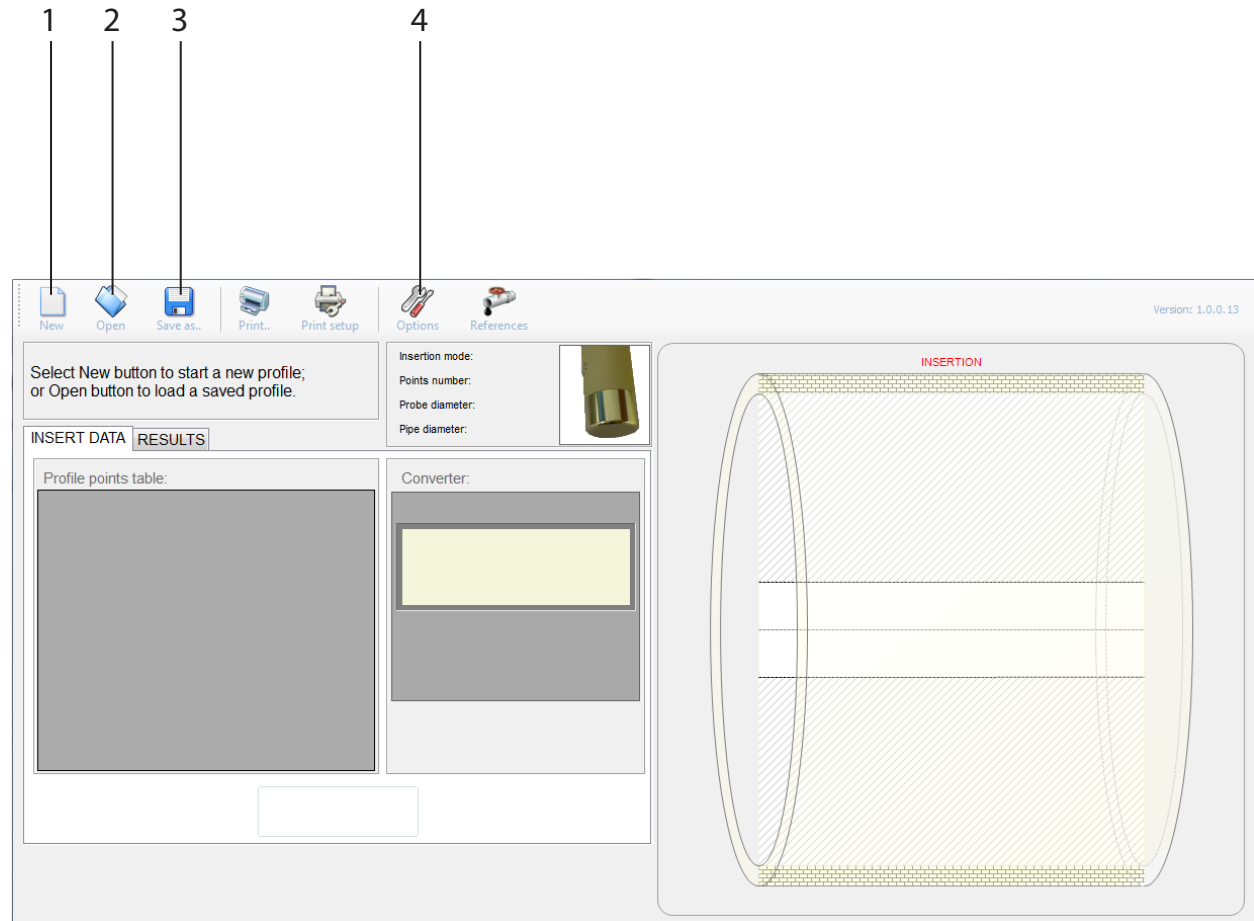 1 2 3 4
New Open Save as.. Print.. Print setup Options References
Version: 1.0.0.13
Select New button to start a new profile;
or Open button to load a saved profile.
Insertion mode:
Points number:
Probe diameter:
Pipe diameter:
INSERTION
INSERT DATA RESULTS
Profile points table:
Converter: